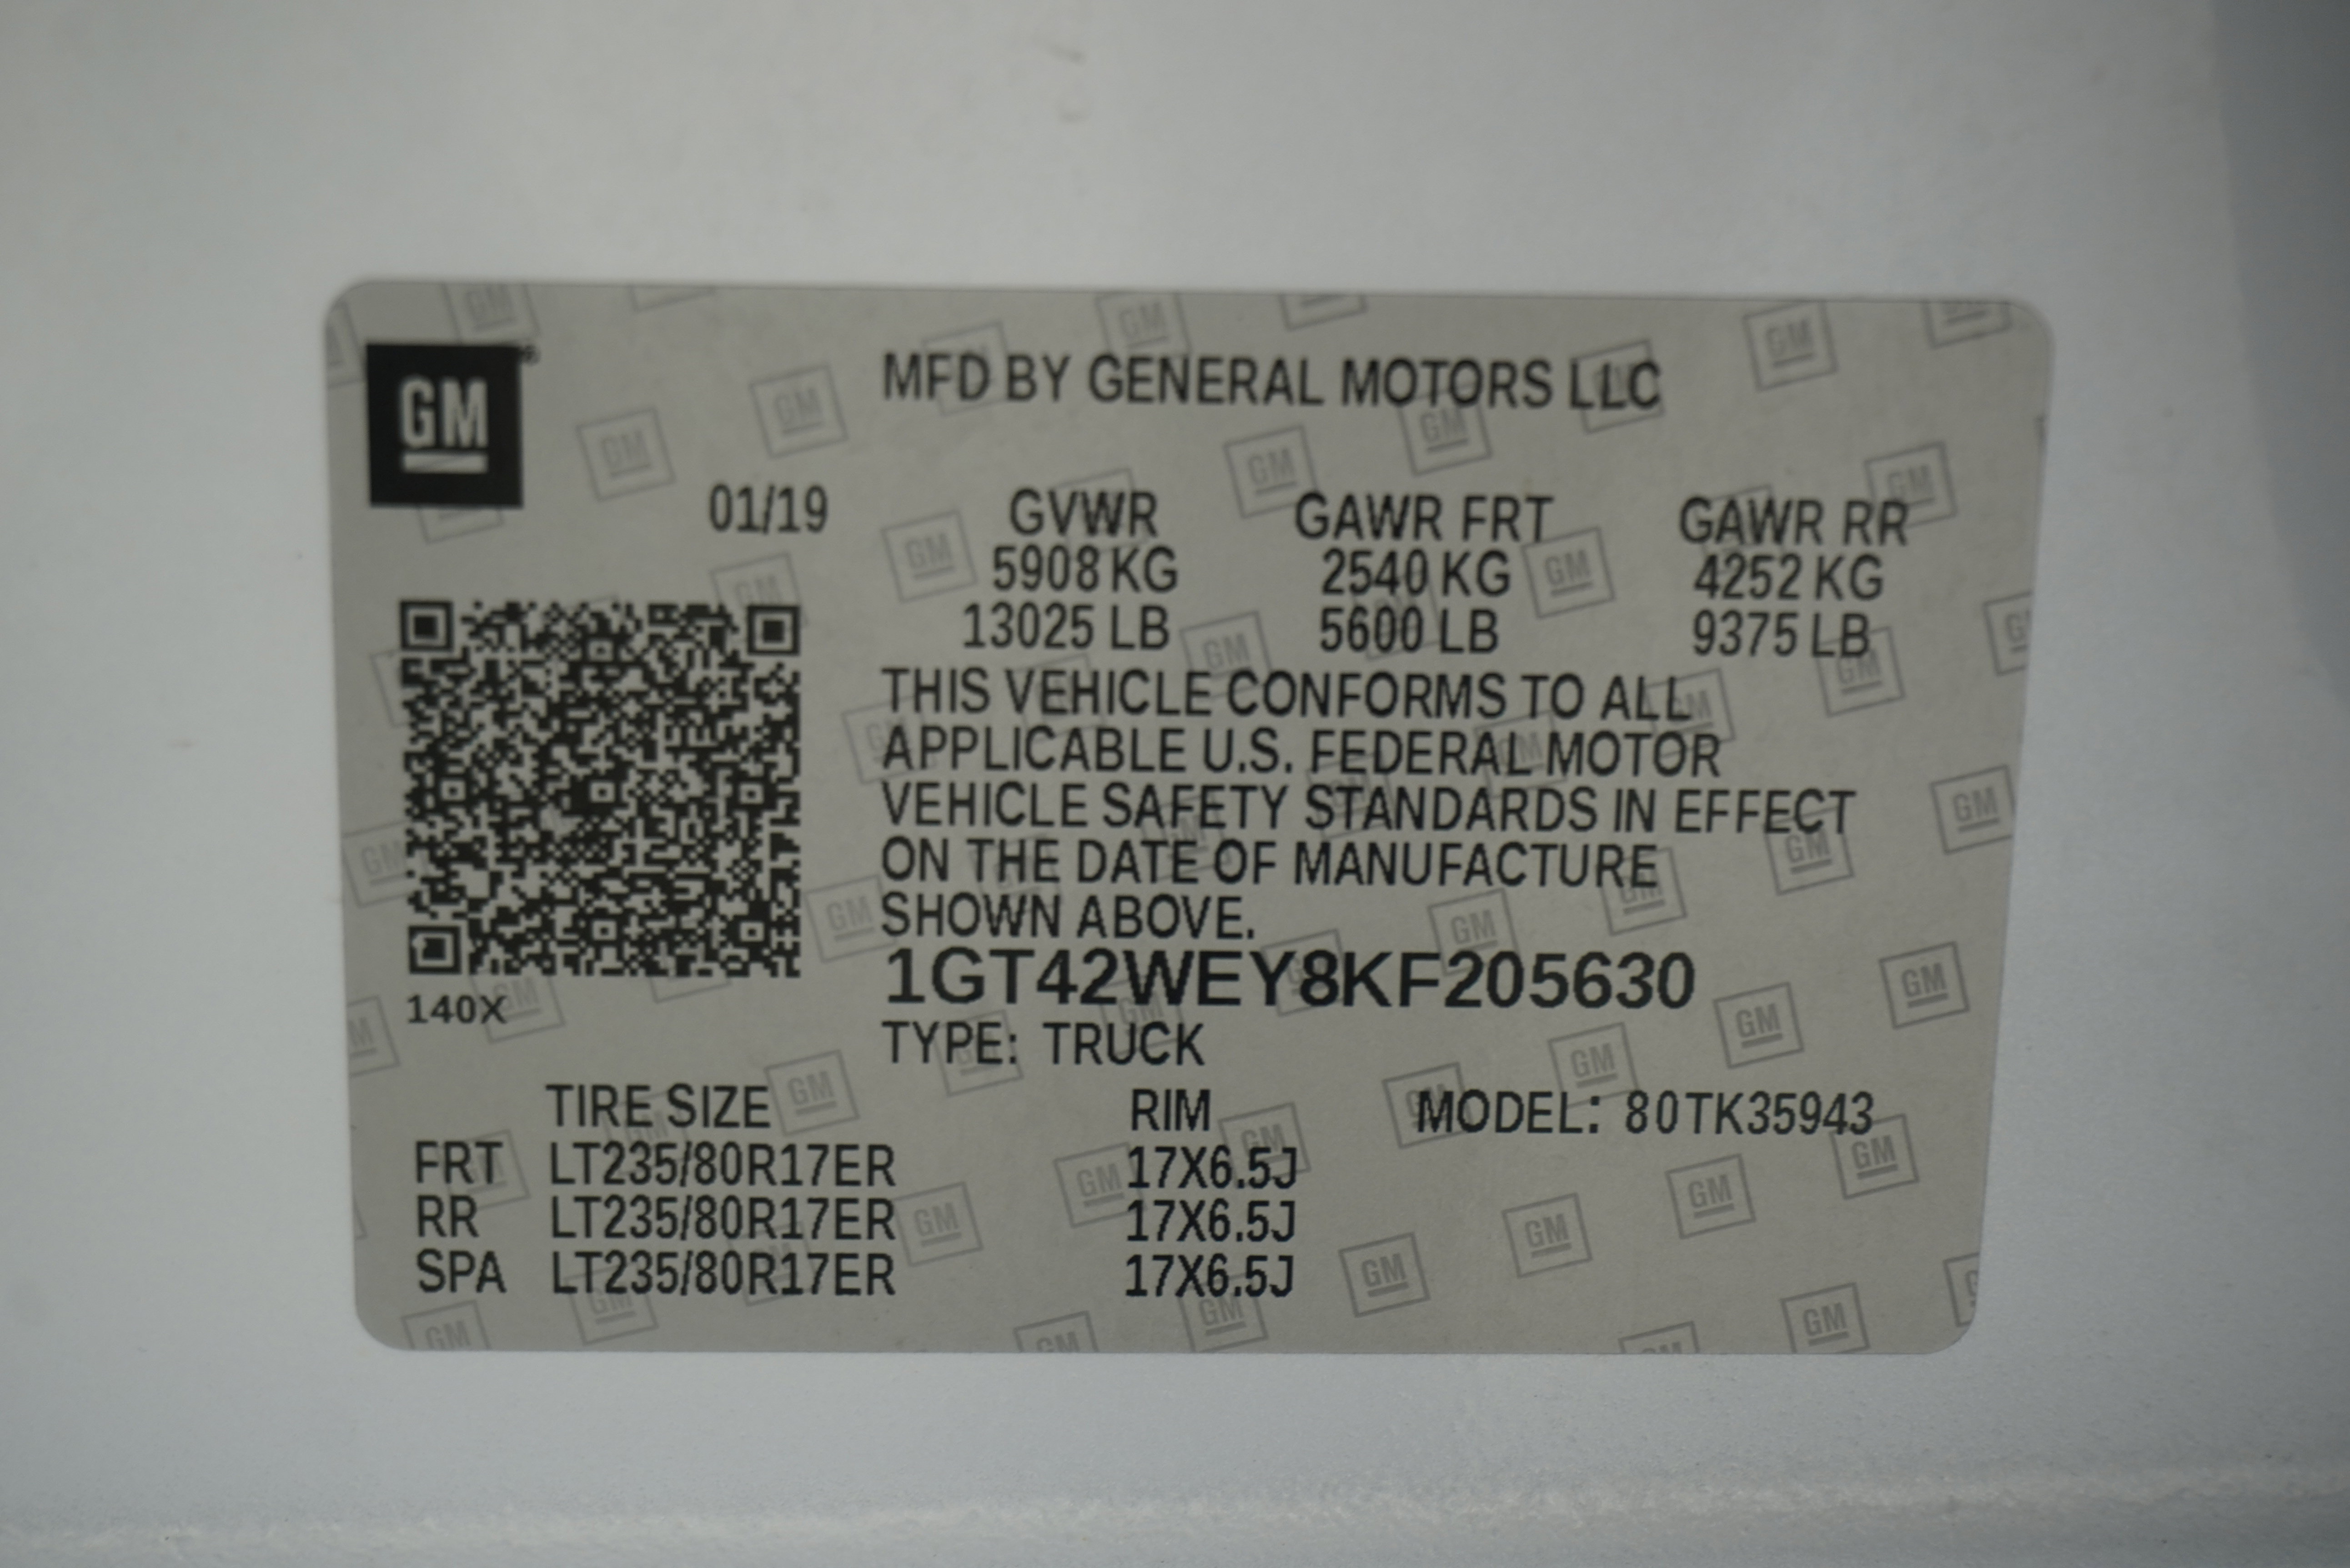 GM
MFD BY GENERAL MOTORS LLC
01/19 GVWR GAWR FRT GAWR RR
5908 KG 2540 KG 4252 KG
13025 LB 5600 LB 9375 LB
THIS VEHICLE CONFORMS TO ALL
APPLICABLE U.S. FEDERAL MOTOR
VEHICLE SAFETY STANDARDS IN EFFECT
ON THE DATE OF MANUFACTURE
SHOWN ABOVE.
1GT42WEY8KF205630
140X
TYPE: TRUCK
TIRE SIZE RIM MODEL: 80TK35943
FRT LT235/80R17ER 17X6.5J
RR LT235/80R17ER 17X6.5J
SPA LT235/80R17ER 17X6.5J